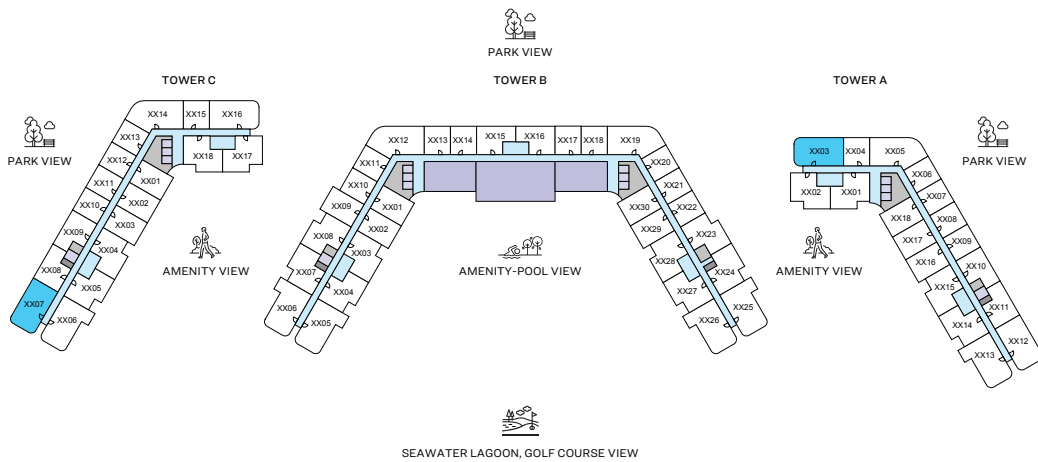 PARK VIEW
TOWER C
TOWER B
TOWER A
PARK VIEW
PARK VIEW
AMENITY VIEW
AMENITY-POOL VIEW
AMENITY VIEW
SEAWATER LAGOON, GOLF COURSE VIEW
XX14
XX15
XX16
XX13
XX12
XX18
XX17
XX11
XX01
XX10
XX02
XX09
XX03
XX08
XX04
XX07
XX05
XX06
XX12
XX13
XX14
XX15
XX16
XX17
XX18
XX19
XX11
XX20
XX10
XX01
XX21
XX30
XX09
XX02
XX22
XX29
XX08
XX03
XX23
XX28
XX07
XX04
XX24
XX27
XX06
XX05
XX25
XX26
XX03
XX04
XX05
XX02
XX01
XX06
XX07
XX18
XX08
XX17
XX09
XX16
XX10
XX15
XX11
XX14
XX12
XX13